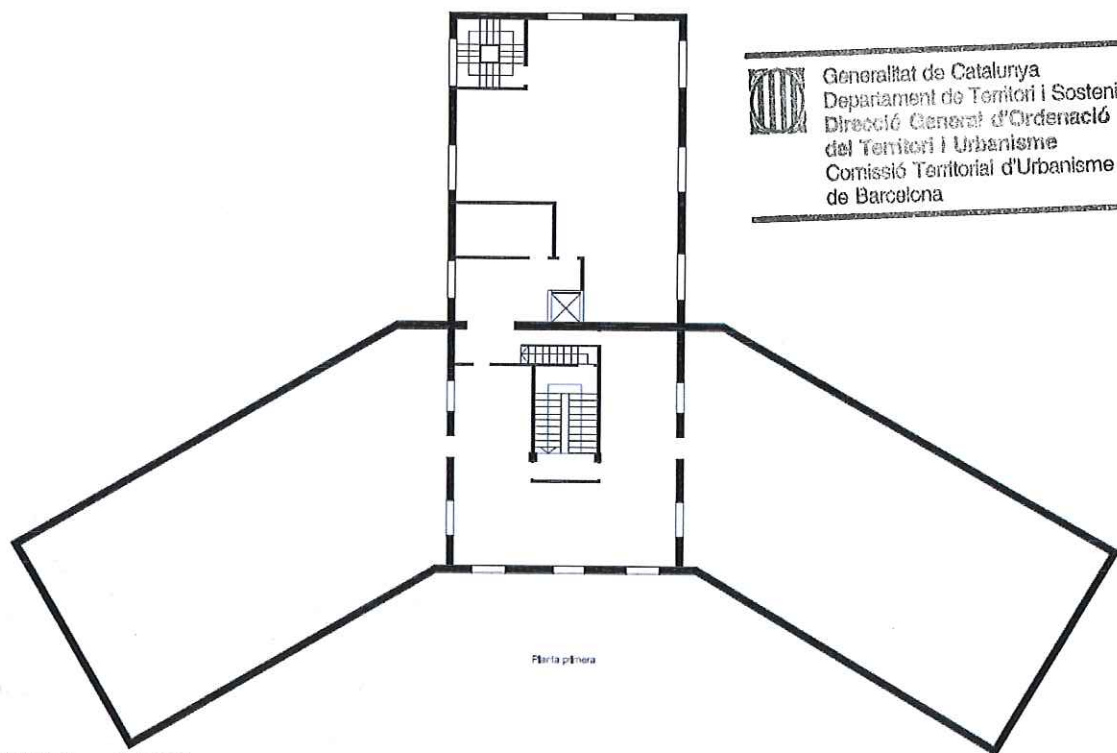 Generalitat de Catalunya
Departament de Territori i Sosteni
Direcció General d'Ordenació
del Territori i Urbanisme
Comissió Territorial d'Urbanisme
de Barcelona
Planta primera